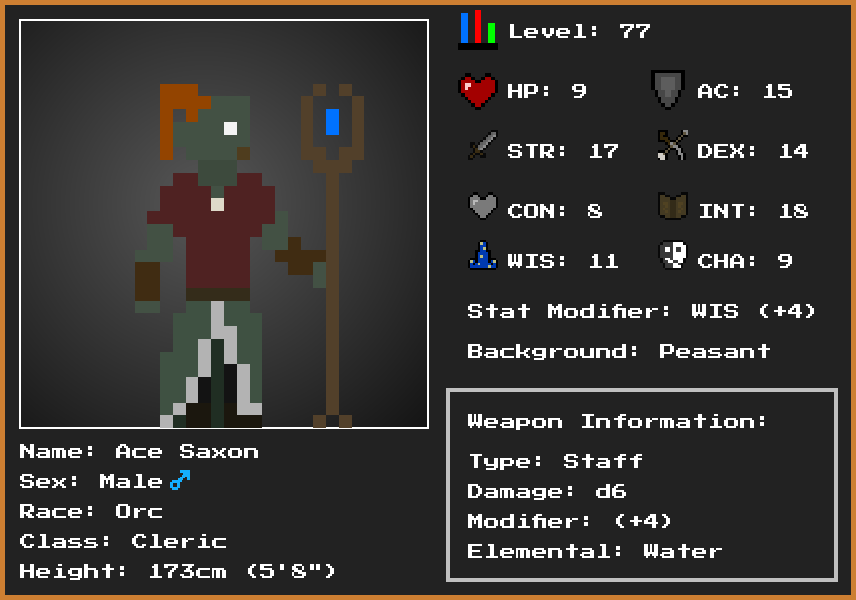 Level: 77
HP: 9 AC: 15
STR: 17 DEX: 14
CON: 8 INT: 18
WIS: 11 CHA: 9
Stat Modifier: WIS (+4)
Background: Peasant
Weapon Information:
Type: Staff
Damage: d6
Modifier: (+4)
Elemental: Water
Name: Ace Saxon
Sex: Male ♂
Race: Orc
Class: Cleric
Height: 173cm (5'8")